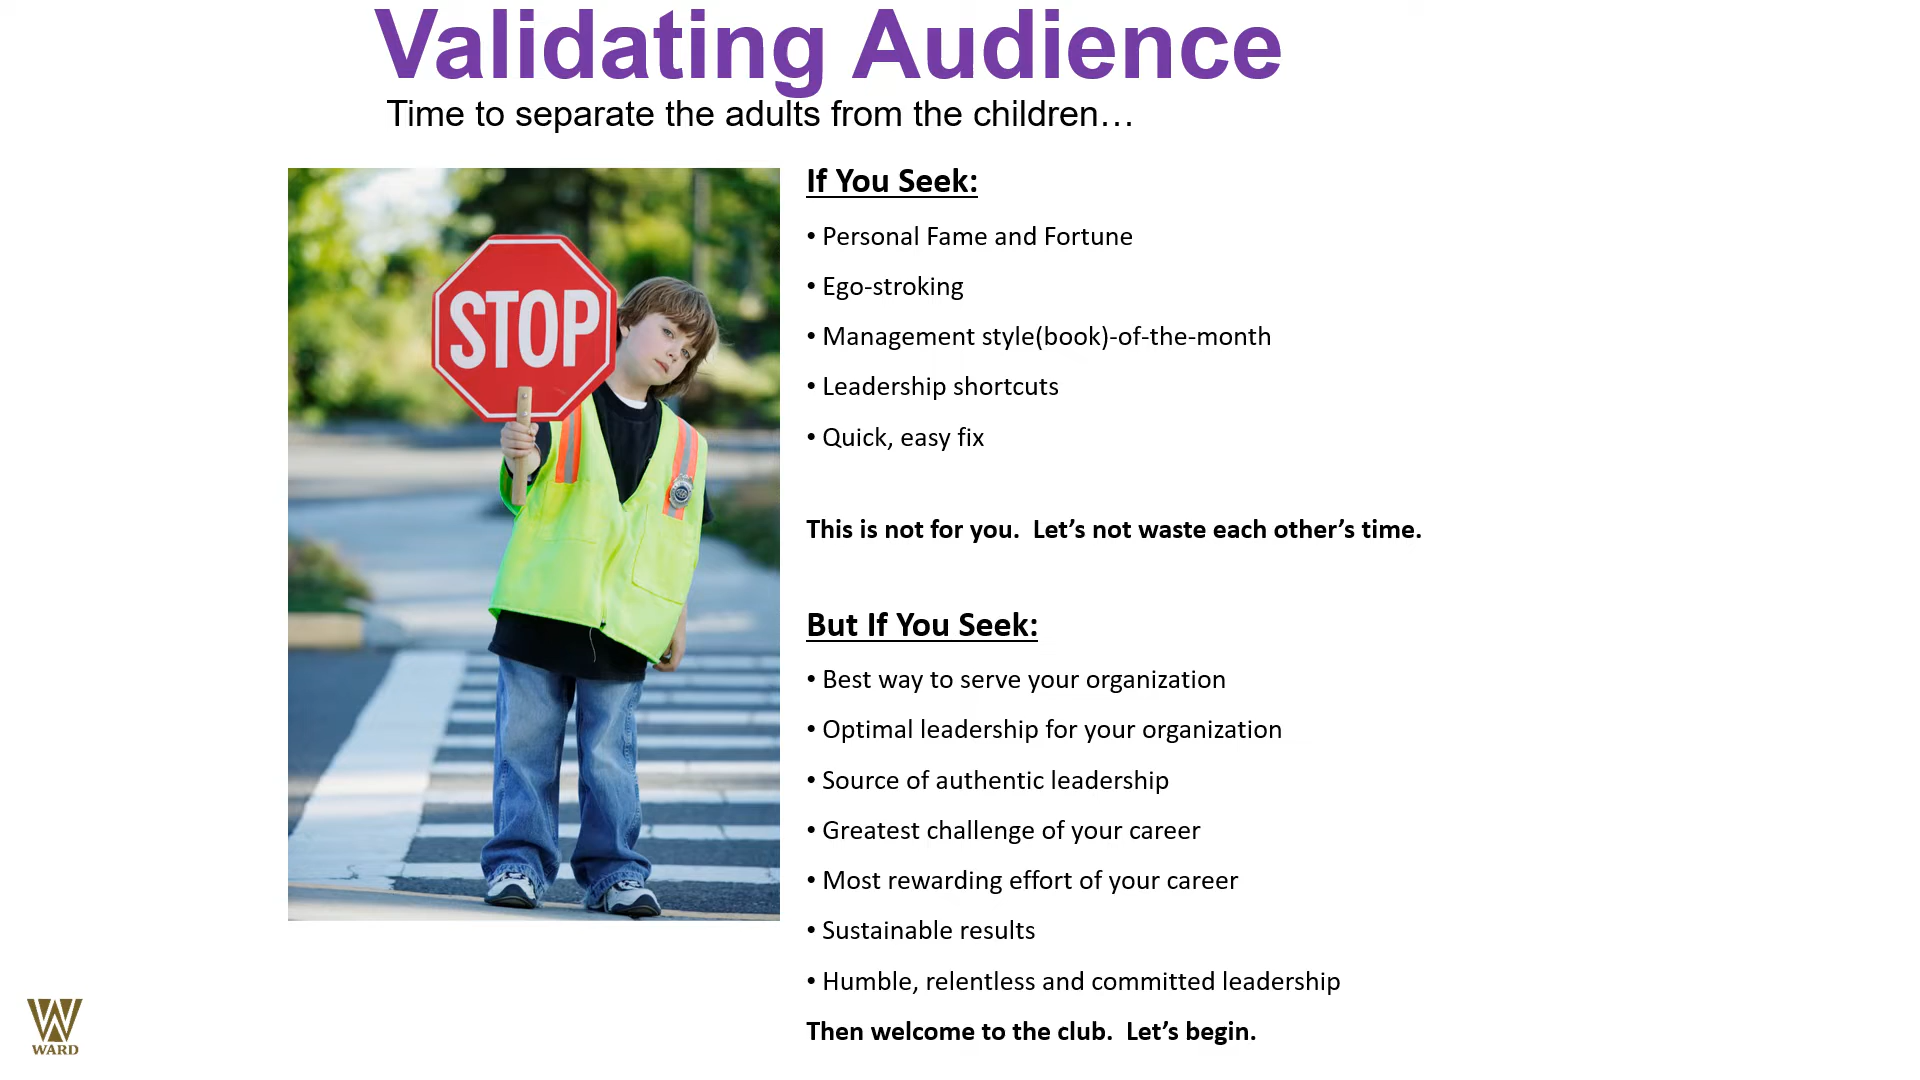 Validating Audience
Time to separate the adults from the children…
STOP
If You Seek:
• Personal Fame and Fortune
• Ego-stroking
• Management style(book)-of-the-month
• Leadership shortcuts
• Quick, easy fix
This is not for you.  Let’s not waste each other’s time.
But If You Seek:
• Best way to serve your organization
• Optimal leadership for your organization
• Source of authentic leadership
• Greatest challenge of your career
• Most rewarding effort of your career
• Sustainable results
• Humble, relentless and committed leadership
Then welcome to the club.  Let’s begin.
W
WARD